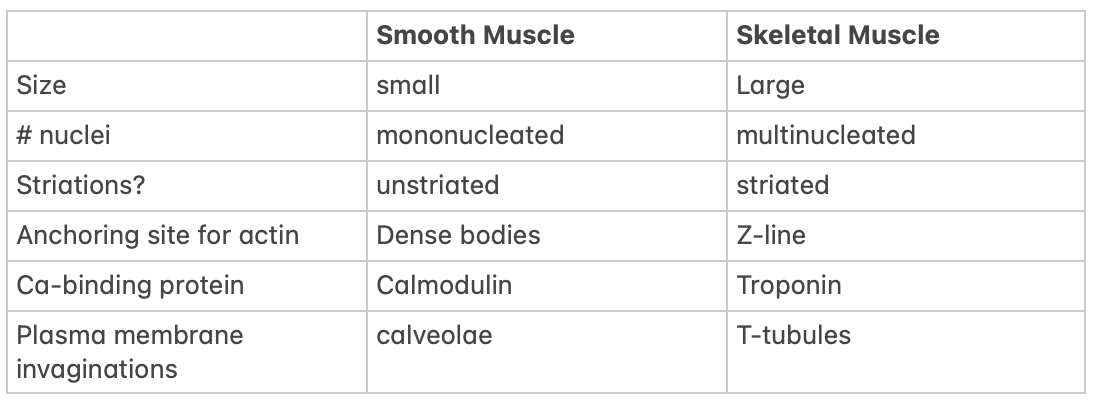 Smooth Muscle Skeletal Muscle
Size small Large
# nuclei mononucleated multinucleated
Striations? unstriated striated
Anchoring site for actin Dense bodies Z-line
Ca-binding protein Calmodulin Troponin
Plasma membrane calveolae T-tubules
invaginations